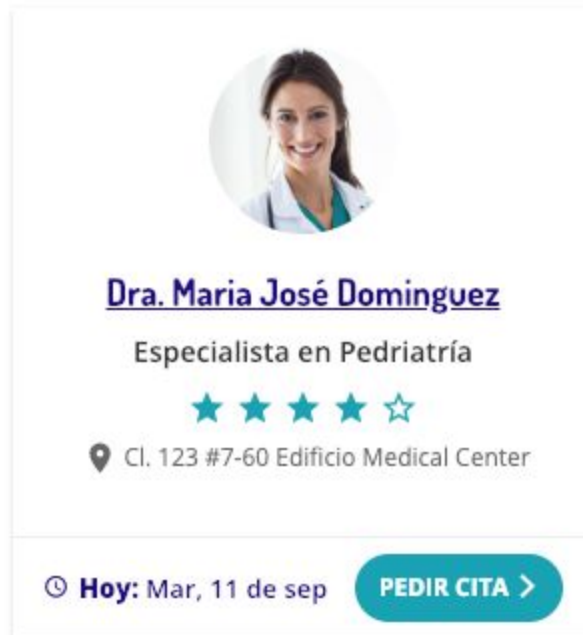 Dra. Maria José Dominguez
Especialista en Pedriatría
Cl. 123 #7-60 Edificio Medical Center
Hoy: Mar, 11 de sep
PEDIR CITA